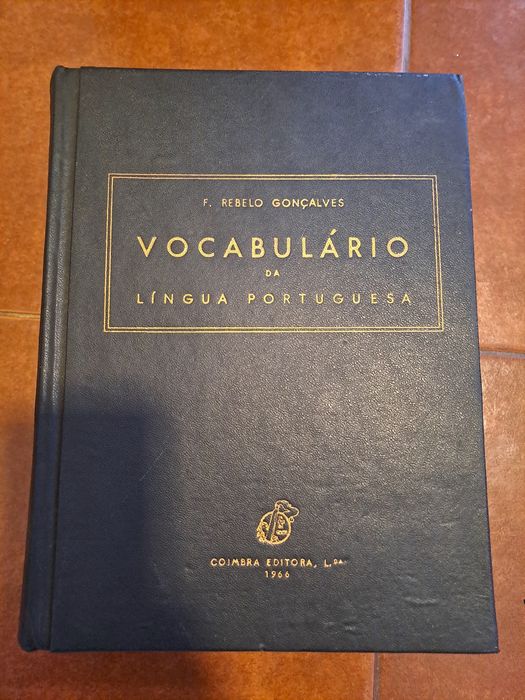 F. REBELO GONÇALVES
VOCABULÁRIO
DA
LÍNGUA PORTUGUESA
COIMBRA EDITORA, L.DA
1966